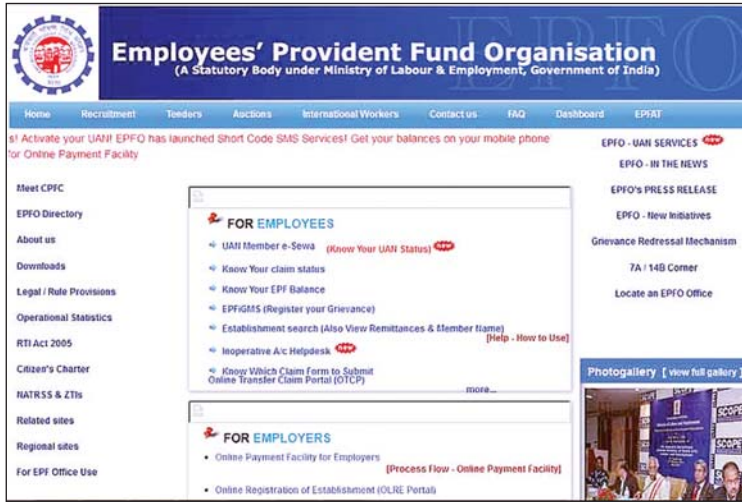 Employees' Provident Fund Organisation
(A Statutory Body under Ministry of Labour & Employment, Government of India)
EPFO
Home Recruitment Tenders Auctions International Workers Contact us FAQ Dashboard EPFAT
s! Activate your UAN! EPFO has launched Short Code SMS Services! Get your balances on your mobile phone
for Online Payment Facility
Meet CPFC
EPFO Directory
About us
Downloads
Legal / Rule Provisions
Operational Statistics
RTI Act 2005
Citizen's Charter
NATRSS & ZTIs
Related sites
Regional sites
For EPF Office Use
FOR EMPLOYEES
UAN Member e-Sewa (Know Your UAN Status) new
Know Your claim status
Know Your EPF Balance
EPFiGMS (Register your Grievance)
Establishment search (Also View Remittances & Member Name)
[Help - How to Use]
Inoperative A/c Helpdesk new
Know Which Claim Form to Submit
Online Transfer Claim Portal (OTCP)
more...
FOR EMPLOYERS
Online Payment Facility for Employers
[Process Flow - Online Payment Facility]
Online Registration of Establishment (OLRE Portal)
EPFO - UAN SERVICES new
EPFO - IN THE NEWS
EPFO's PRESS RELEASE
EPFO - New Initiatives
Grievance Redressal Mechanism
7A / 14B Corner
Locate an EPFO Office
Photogallery [ view full gallery ]
SCOPE
SCOPE